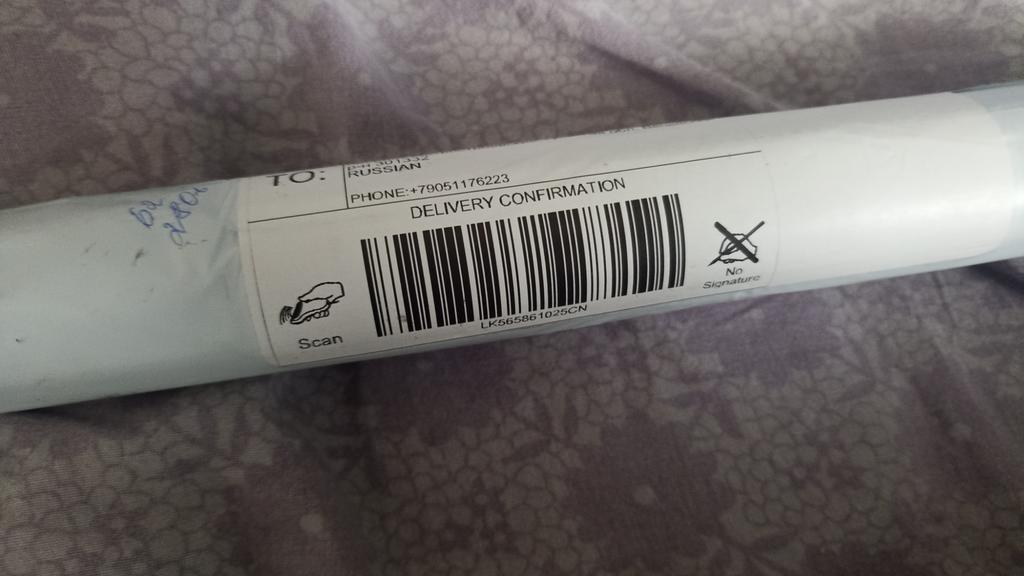 TO:
RUSSIAN
PHONE:+79051176223
DELIVERY CONFIRMATION
Scan
LK565861025CN
No
Signature